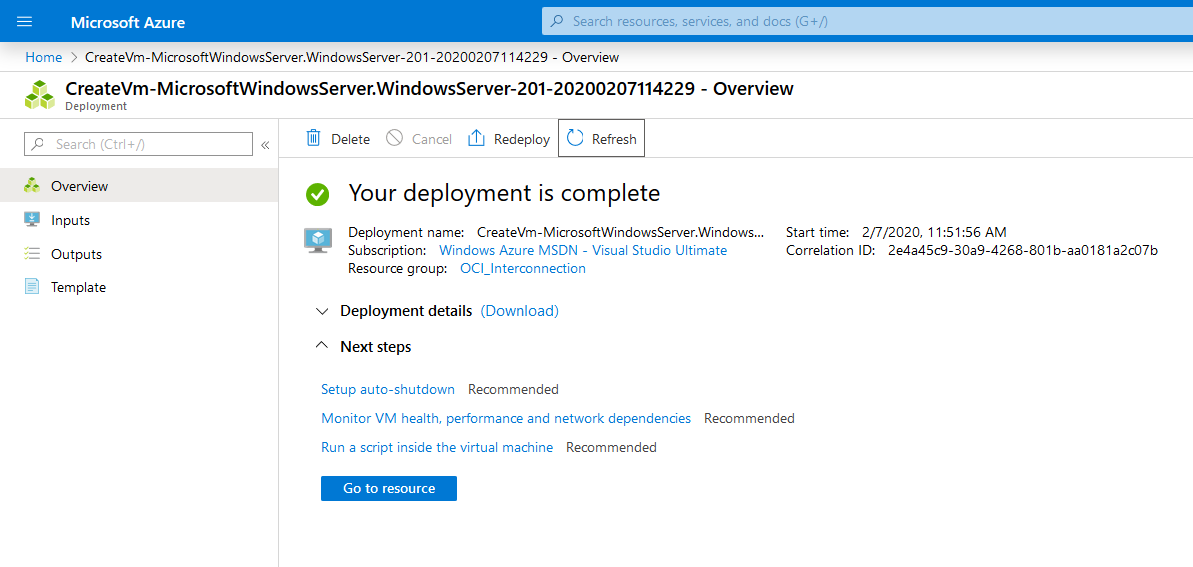 Microsoft Azure
Search resources, services, and docs (G+/)
Home > CreateVm-MicrosoftWindowsServer.WindowsServer-201-20200207114229 - Overview
CreateVm-MicrosoftWindowsServer.WindowsServer-201-20200207114229 - Overview
Deployment
Search (Ctrl+/)
«
Delete
Cancel
Redeploy
Refresh
Overview
Inputs
Outputs
Template
Your deployment is complete
Deployment name: CreateVm-MicrosoftWindowsServer.Windows...
Subscription: Windows Azure MSDN - Visual Studio Ultimate
Resource group: OCI_Interconnection
Start time: 2/7/2020, 11:51:56 AM
Correlation ID: 2e4a45c9-30a9-4268-801b-aa0181a2c07b
Deployment details (Download)
Next steps
Setup auto-shutdown Recommended
Monitor VM health, performance and network dependencies Recommended
Run a script inside the virtual machine Recommended
Go to resource